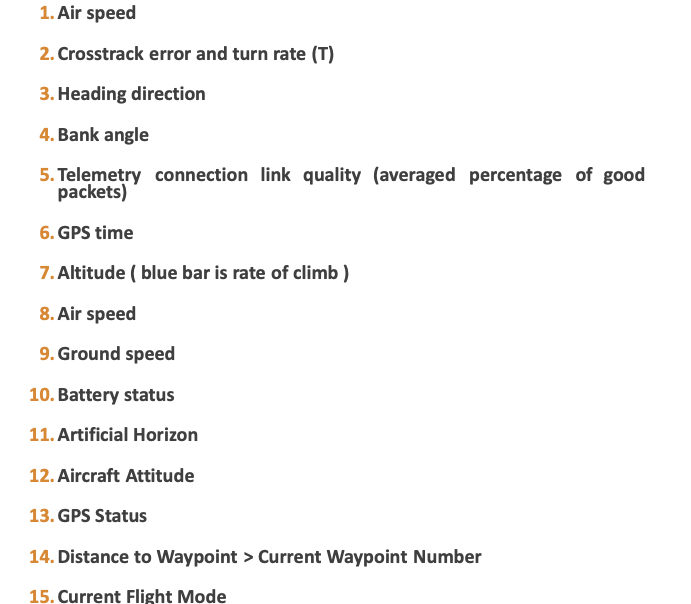 1. Air speed
2. Crosstrack error and turn rate (T)
3. Heading direction
4. Bank angle
5. Telemetry connection link quality (averaged percentage of good
packets)
6. GPS time
7. Altitude ( blue bar is rate of climb )
8. Air speed
9. Ground speed
10. Battery status
11. Artificial Horizon
12. Aircraft Attitude
13. GPS Status
14. Distance to Waypoint > Current Waypoint Number
15. Current Flight Mode